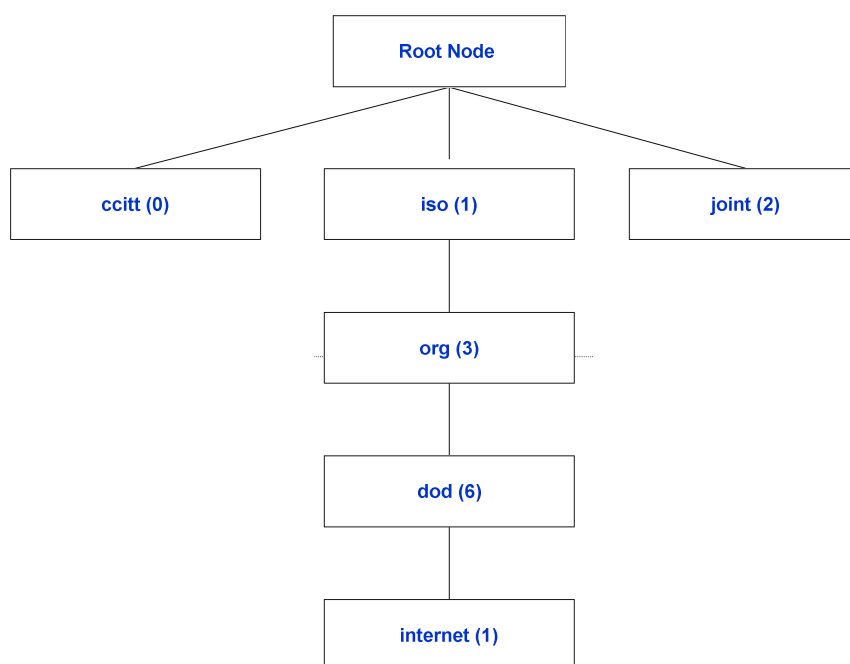 Root Node
ccitt (0)
iso (1)
joint (2)
org (3)
dod (6)
internet (1)